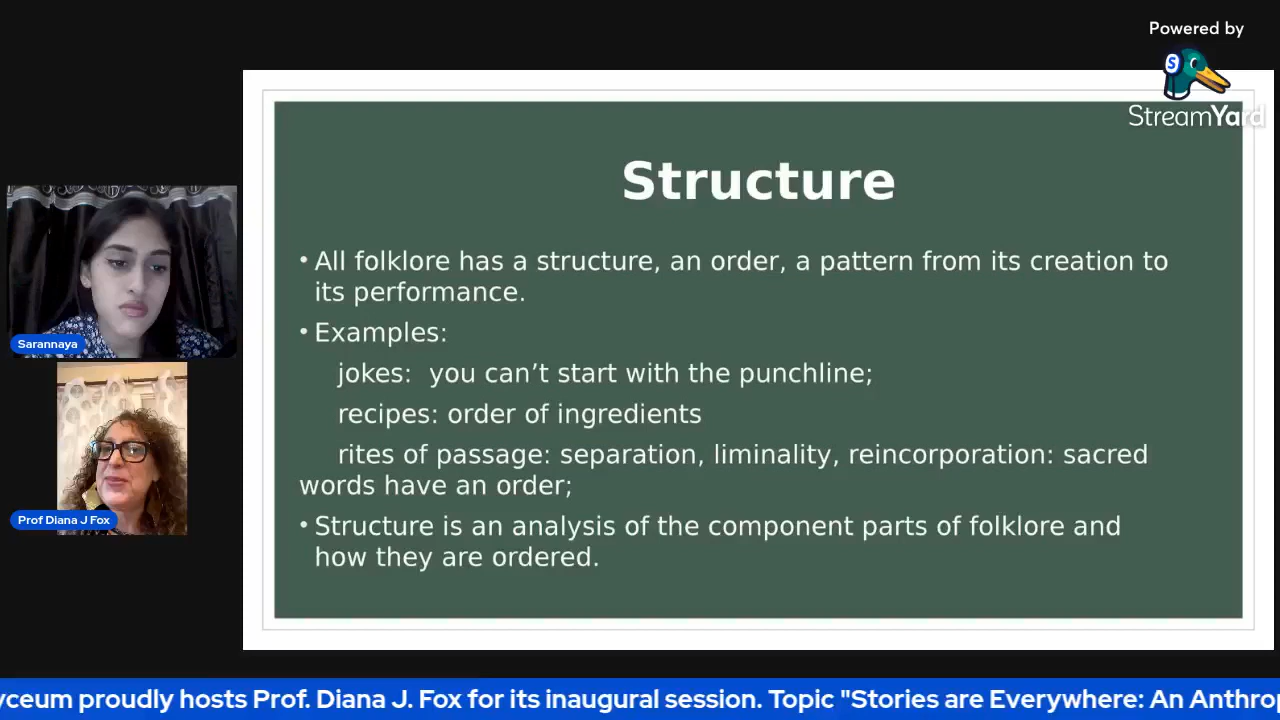 Powered by
StreamYard
Structure
• All folklore has a structure, an order, a pattern from its creation to
its performance.
• Examples:
jokes:  you can’t start with the punchline;
recipes: order of ingredients
rites of passage: separation, liminality, reincorporation: sacred
words have an order;
• Structure is an analysis of the component parts of folklore and
how they are ordered.
Sarannaya
Prof Diana J Fox
yceum proudly hosts Prof. Diana J. Fox for its inaugural session. Topic "Stories are Everywhere: An Anthrop